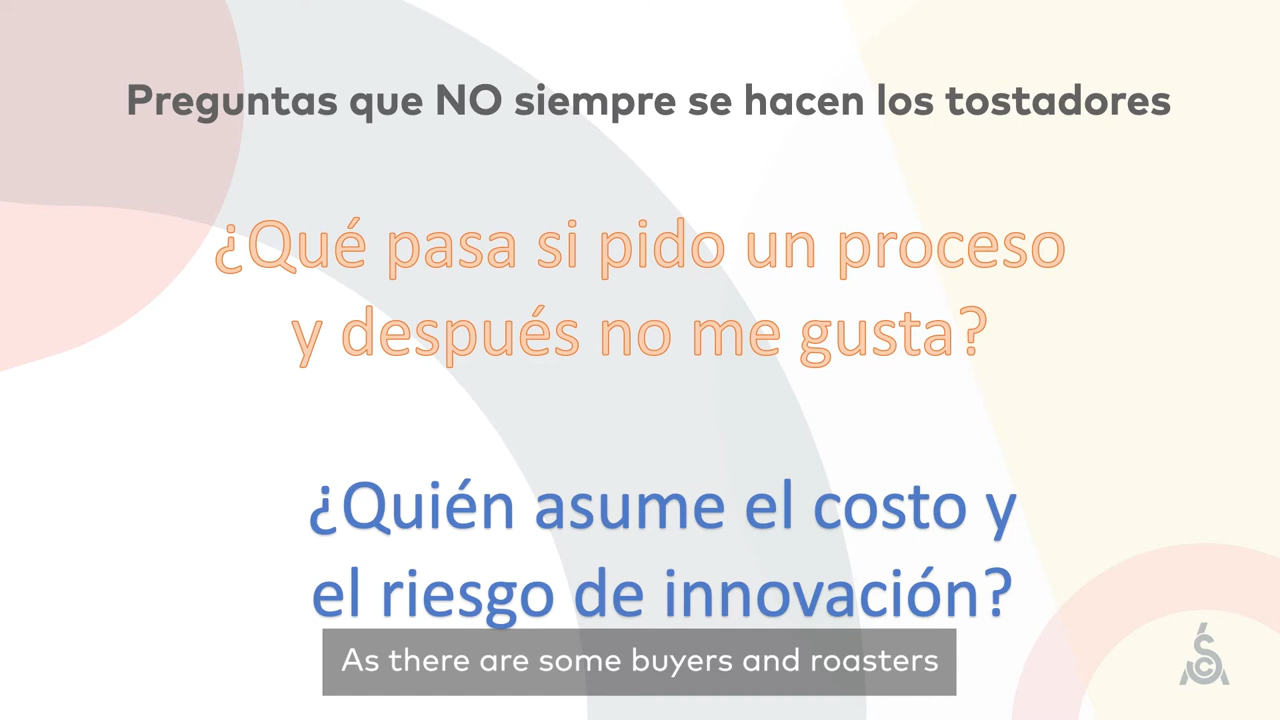 Preguntas que NO siempre se hacen los tostadores
¿Qué pasa si pido un proceso
y después no me gusta?
¿Quién asume el costo y
el riesgo de innovación?
As there are some buyers and roasters